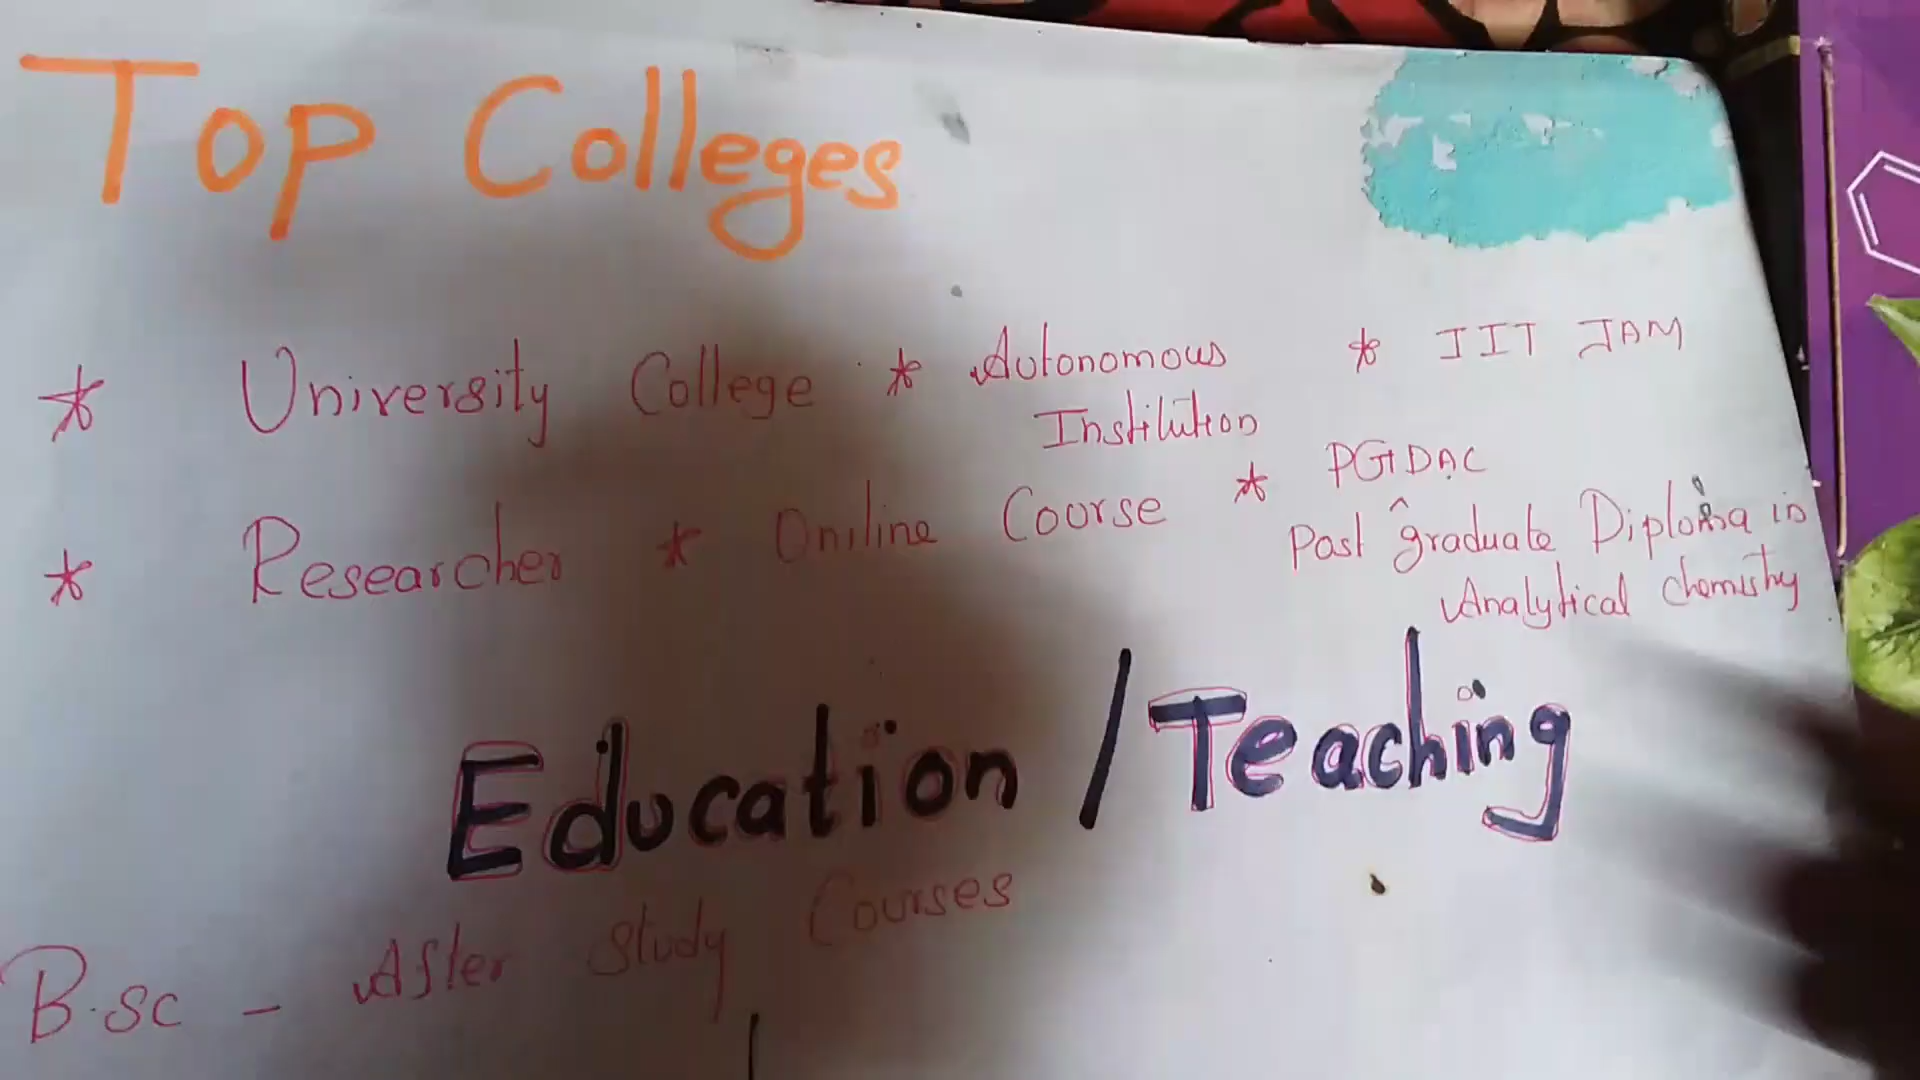 Top Colleges
* University College * Autonomous Institution * IIT JAM
* Researcher * Oniline Course * PGDAC
Post graduate Diploma in
Analytical chemistry
Education / Teaching
B.sc - After Study Courses